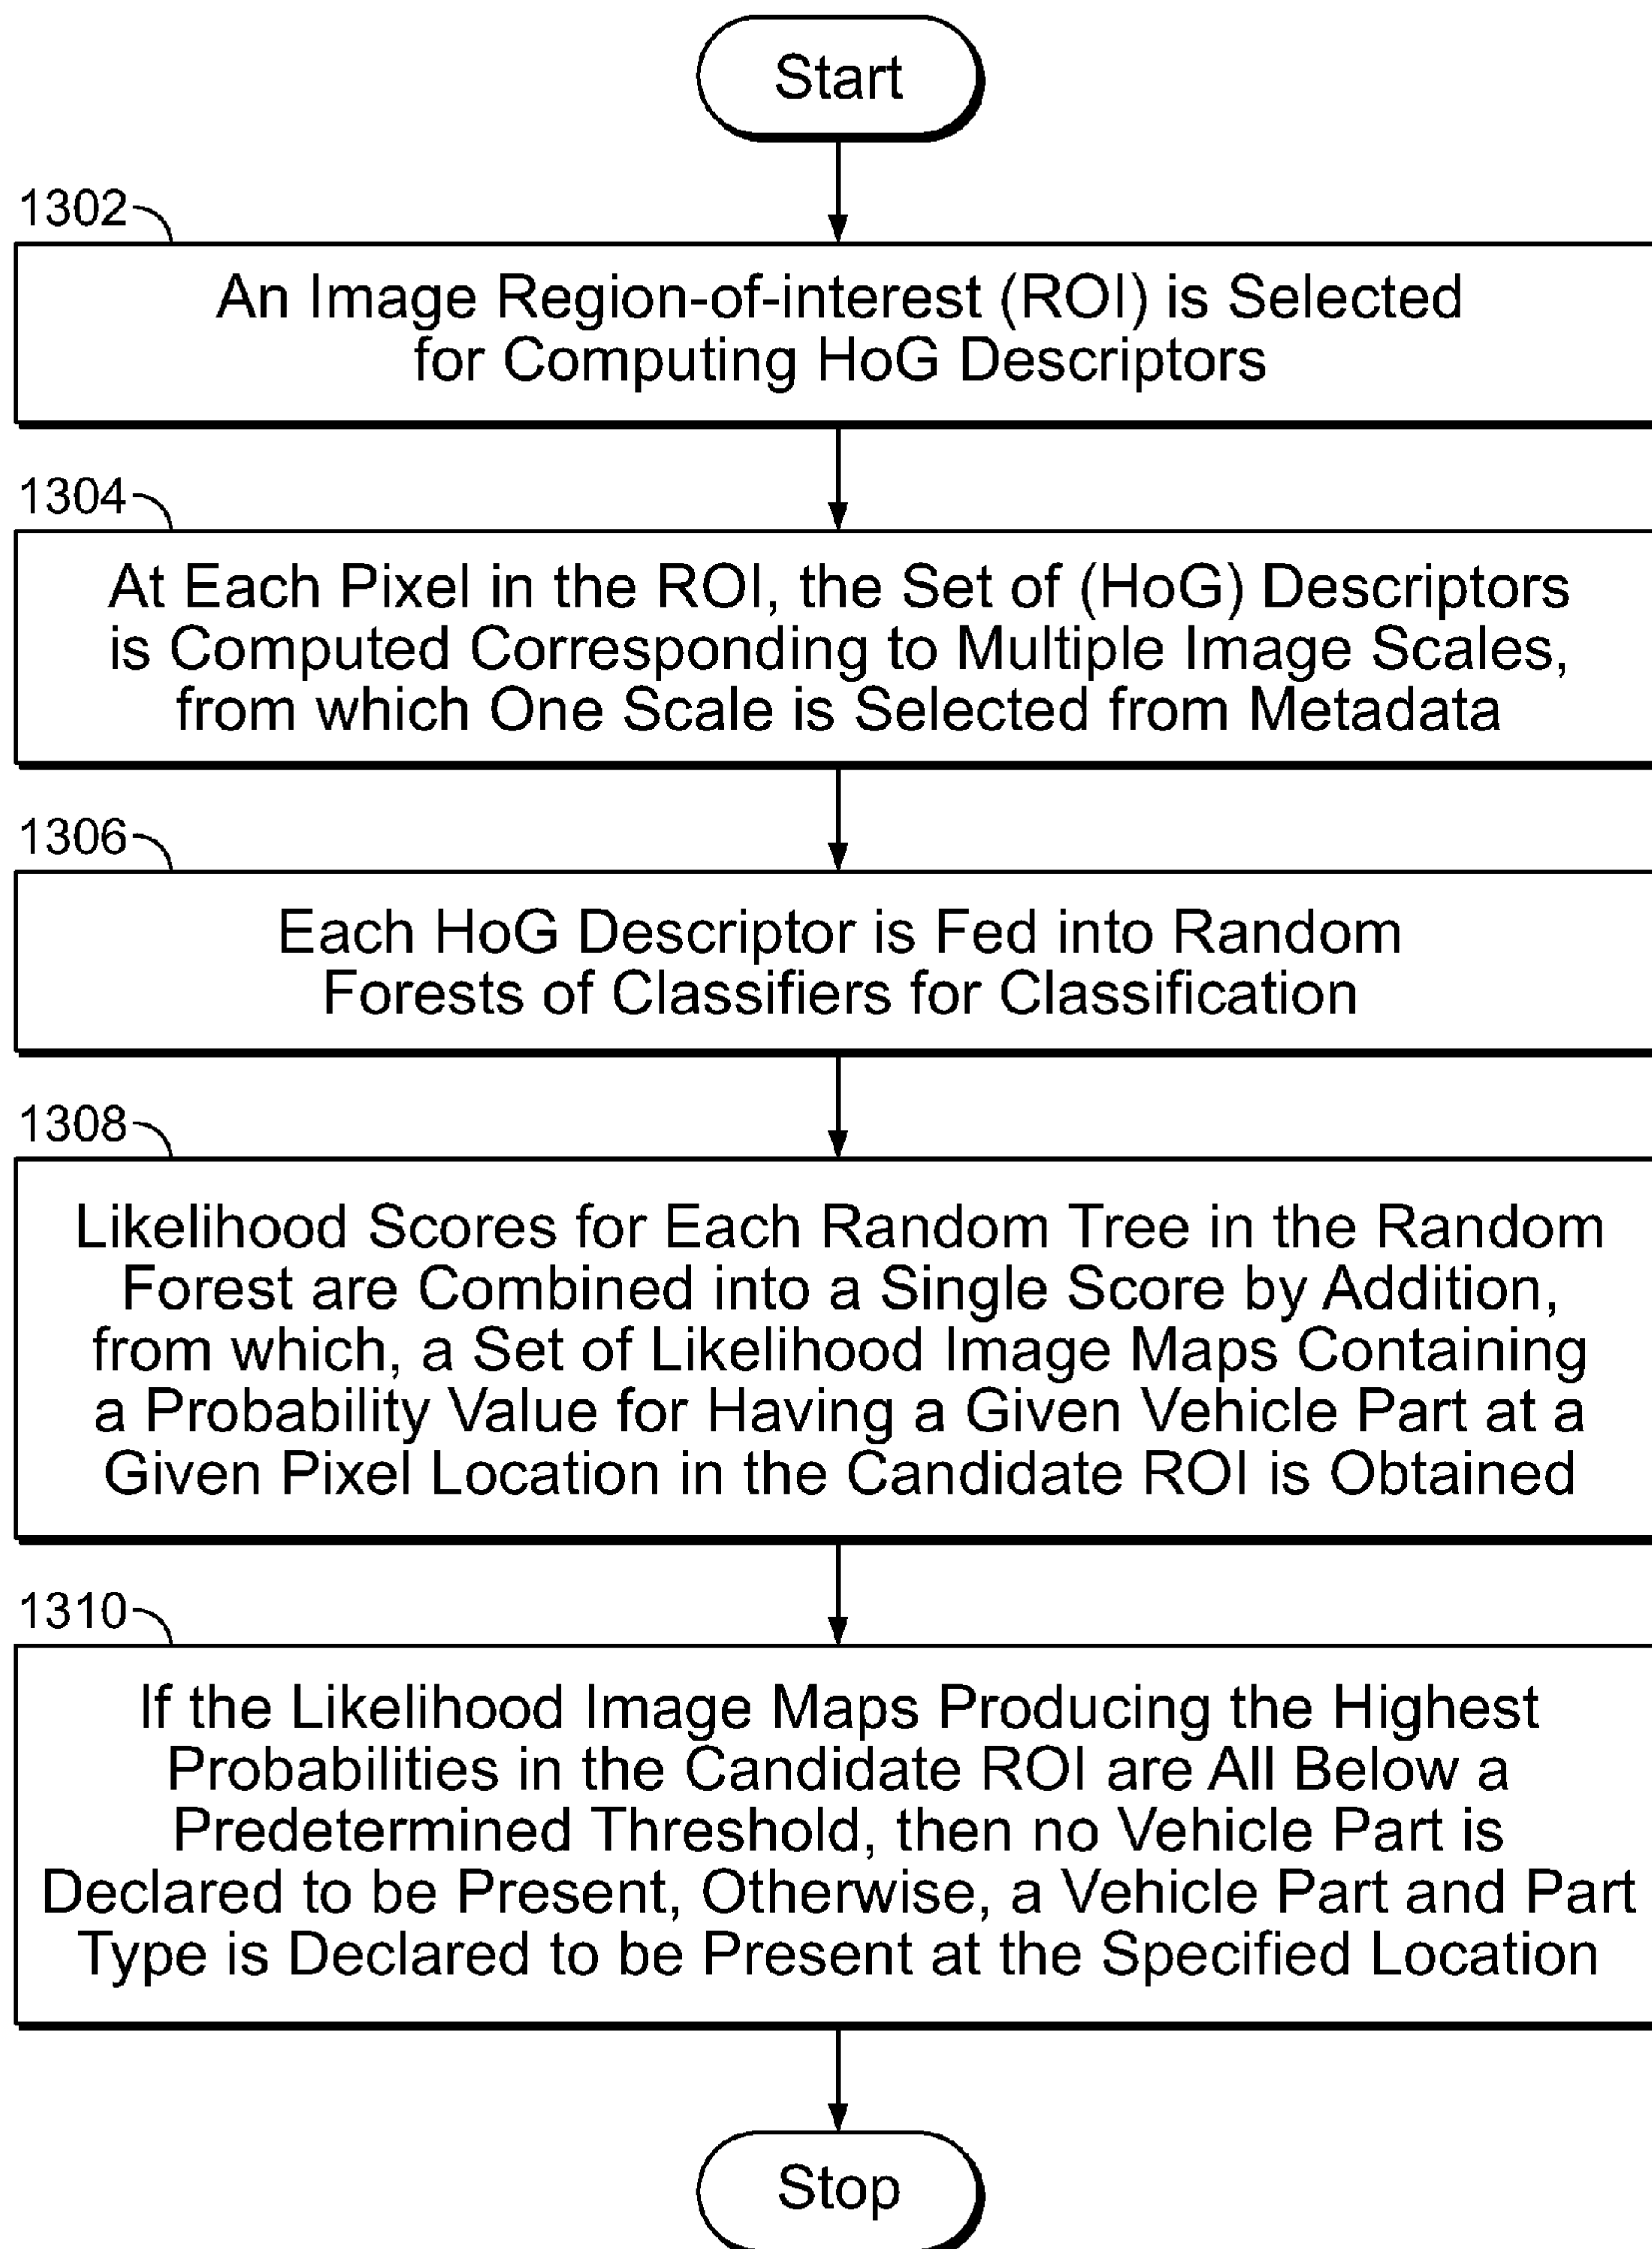 Start
1302
An Image Region-of-interest (ROI) is Selected
for Computing HoG Descriptors
1304
At Each Pixel in the ROI, the Set of (HoG) Descriptors
is Computed Corresponding to Multiple Image Scales,
from which One Scale is Selected from Metadata
1306
Each HoG Descriptor is Fed into Random
Forests of Classifiers for Classification
1308
Likelihood Scores for Each Random Tree in the Random
Forest are Combined into a Single Score by Addition,
from which, a Set of Likelihood Image Maps Containing
a Probability Value for Having a Given Vehicle Part at a
Given Pixel Location in the Candidate ROI is Obtained
1310
If the Likelihood Image Maps Producing the Highest
Probabilities in the Candidate ROI are All Below a
Predetermined Threshold, then no Vehicle Part is
Declared to be Present, Otherwise, a Vehicle Part and Part
Type is Declared to be Present at the Specified Location
Stop